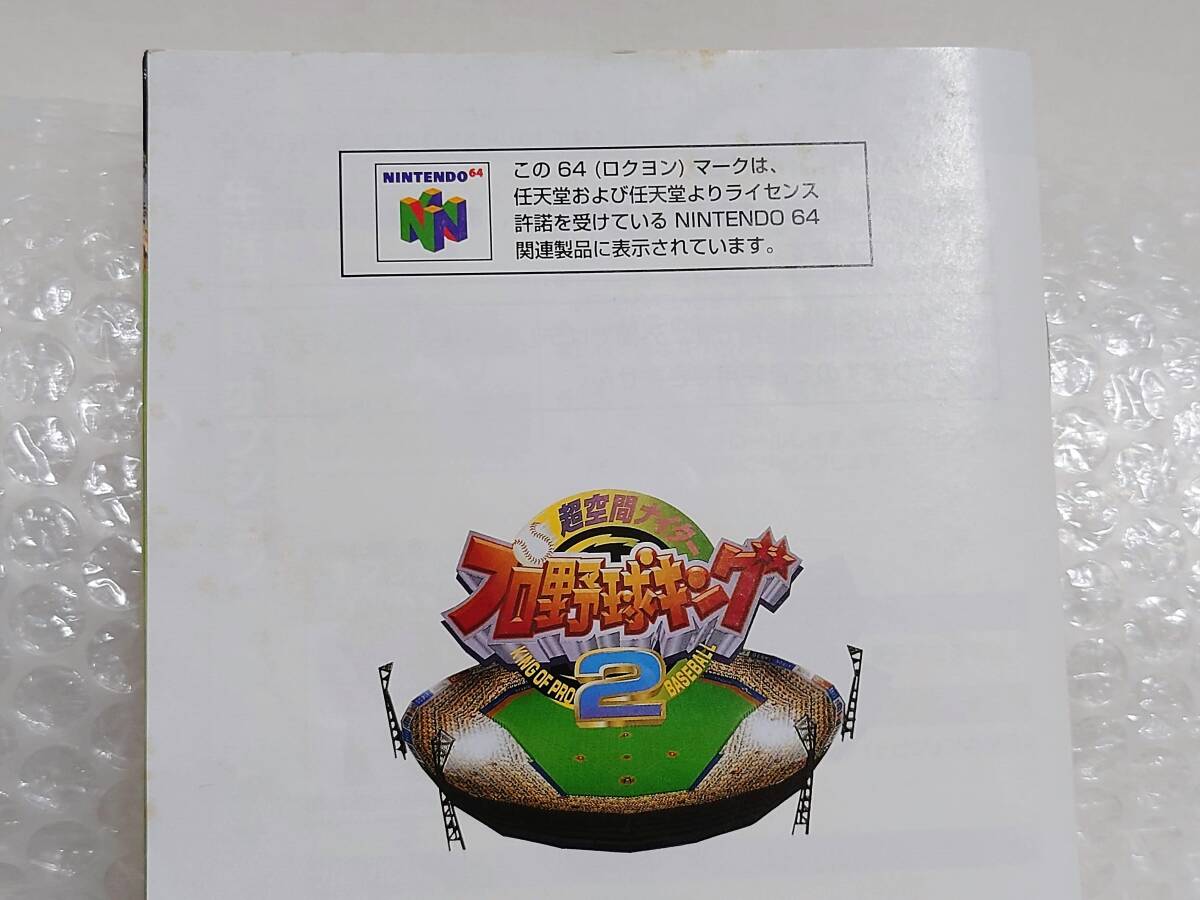 NINTENDO 64
この 64 (ロクヨン) マークは、
任天堂および任天堂よりライセンス
許諾を受けている NINTENDO 64
関連製品に表示されています。
超空間ナイター
プロ野球キング
2
KING OF PRO BASEBALL